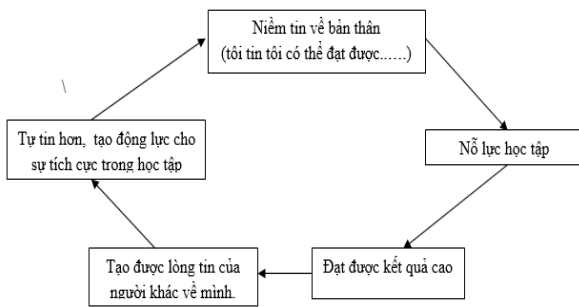 Niềm tin về bản thân
(tôi tin tôi có thể đạt được……)
Nỗ lực học tập
Đạt được kết quả cao
Tạo được lòng tin của
người khác về mình.
Tự tin hơn, tạo động lực cho
sự tích cực trong học tập
\